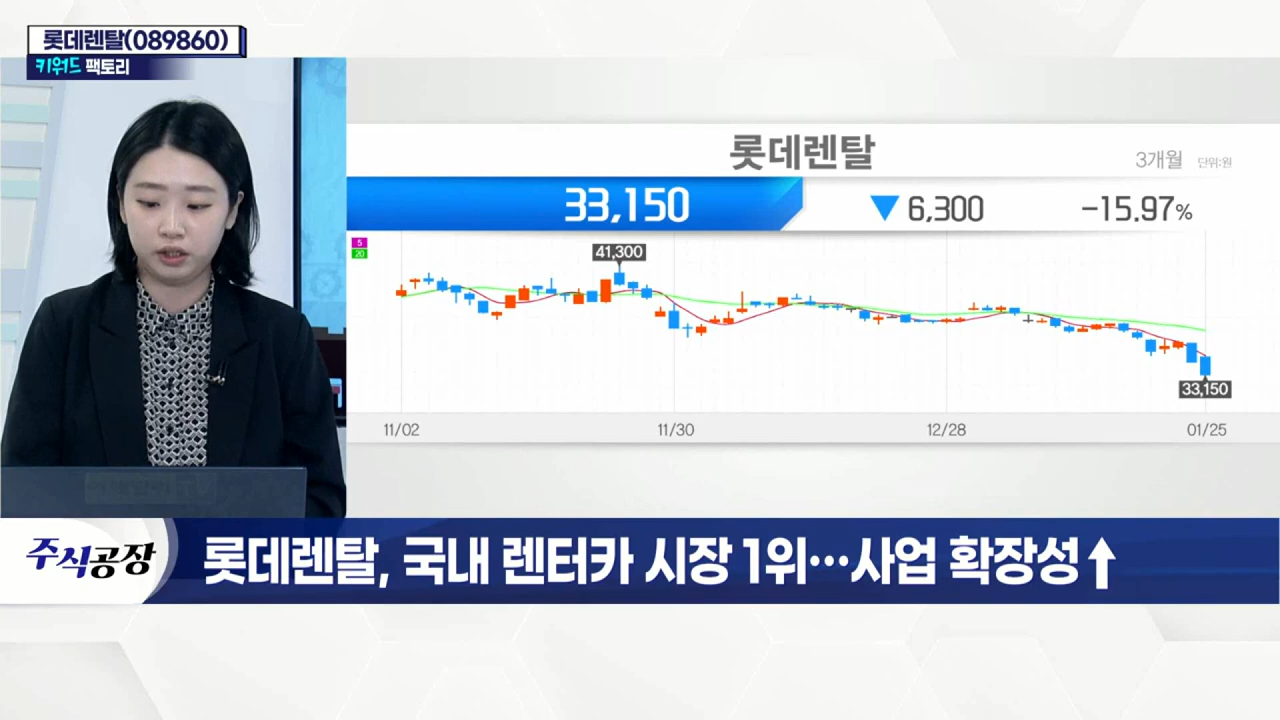 롯데렌탈(089860)
키워드 팩토리
롯데렌탈
3개월 단위:원
33,150 ▼ 6,300 -15.97%
5
20
41,300
33,150
11/02 11/30 12/28 01/25
주식공장
롯데렌탈, 국내 렌터카 시장 1위…사업 확장성↑